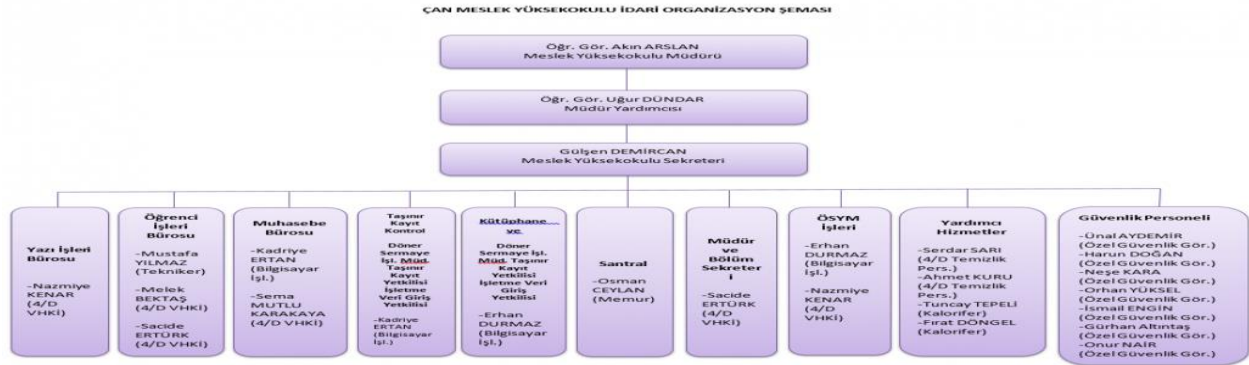 ÇAN MESLEK YÜKSEKOKULU İDARİ ORGANİZASYON ŞEMASI
Öğr. Gör. Akın ARSLAN
Meslek Yüksekokulu Müdürü
Öğr. Gör. Uğur DÜNDAR
Müdür Yardımcısı
Gülşen DEMİRCAN
Meslek Yüksekokulu Sekreteri
Yazı İşleri
Bürosu
-Nazmiye
KENAR
(4/D
VHKİ)
Öğrenci
İşleri
Bürosu
-Mustafa
YILMAZ
(Tekniker)
-Melek
BEKTAŞ
(4/D VHKİ)
-Sacide
ERTÜRK
(4/D VHKİ)
Muhasebe
Bürosu
-Kadriye
ERTAN
(Bilgisayar
İşl.)
-Sema
MUTLU
KARAKAYA
(4/D VHKİ)
Taşınır
Kayıt
Kontrol
Döner
Sermaye
İşl. Müd.
Taşınır
Kayıt
Yetkilisi
İşletme
Veri Giriş
Yetkilisi
-Kadriye
ERTAN
(Bilgisayar
İşl.)
Kütüphane
ve
Döner
Sermaye İşl.
Müd. Taşınır
Kayıt
Yetkilisi
İşletme Veri
Giriş
Yetkilisi
-Erhan
DURMAZ
(Bilgisayar
İşl.)
Santral
-Osman
CEYLAN
(Memur)
Müdür
ve
Bölüm
Sekreter
i
-Sacide
ERTÜRK
(4/D
VHKİ)
ÖSYM
İşleri
-Erhan
DURMAZ
(Bilgisayar
İşl.)
-Nazmiye
KENAR
(4/D
VHKİ)
Yardımcı
Hizmetler
-Serdar SARI
(4/D Temizlik
Pers.)
-Ahmet KURU
(4/D Temizlik
Pers.)
-Tuncay TEPELİ
(Kalorifer)
-Fırat DÖNGEL
(Kalorifer)
Güvenlik Personeli
-Ünal AYDEMİR
(Özel Güvenlik Gör.)
-Harun DOĞAN
(Özel Güvenlik Gör.)
-Neşe KARA
(Özel Güvenlik Gör.)
-Orhan YÜKSEL
(Özel Güvenlik Gör.)
-İsmail ENGİN
(Özel Güvenlik Gör.)
-Gürhan Altıntaş
(Özel Güvenlik Gör.)
-Onur NAİR
(Özel Güvenlik Gör.)